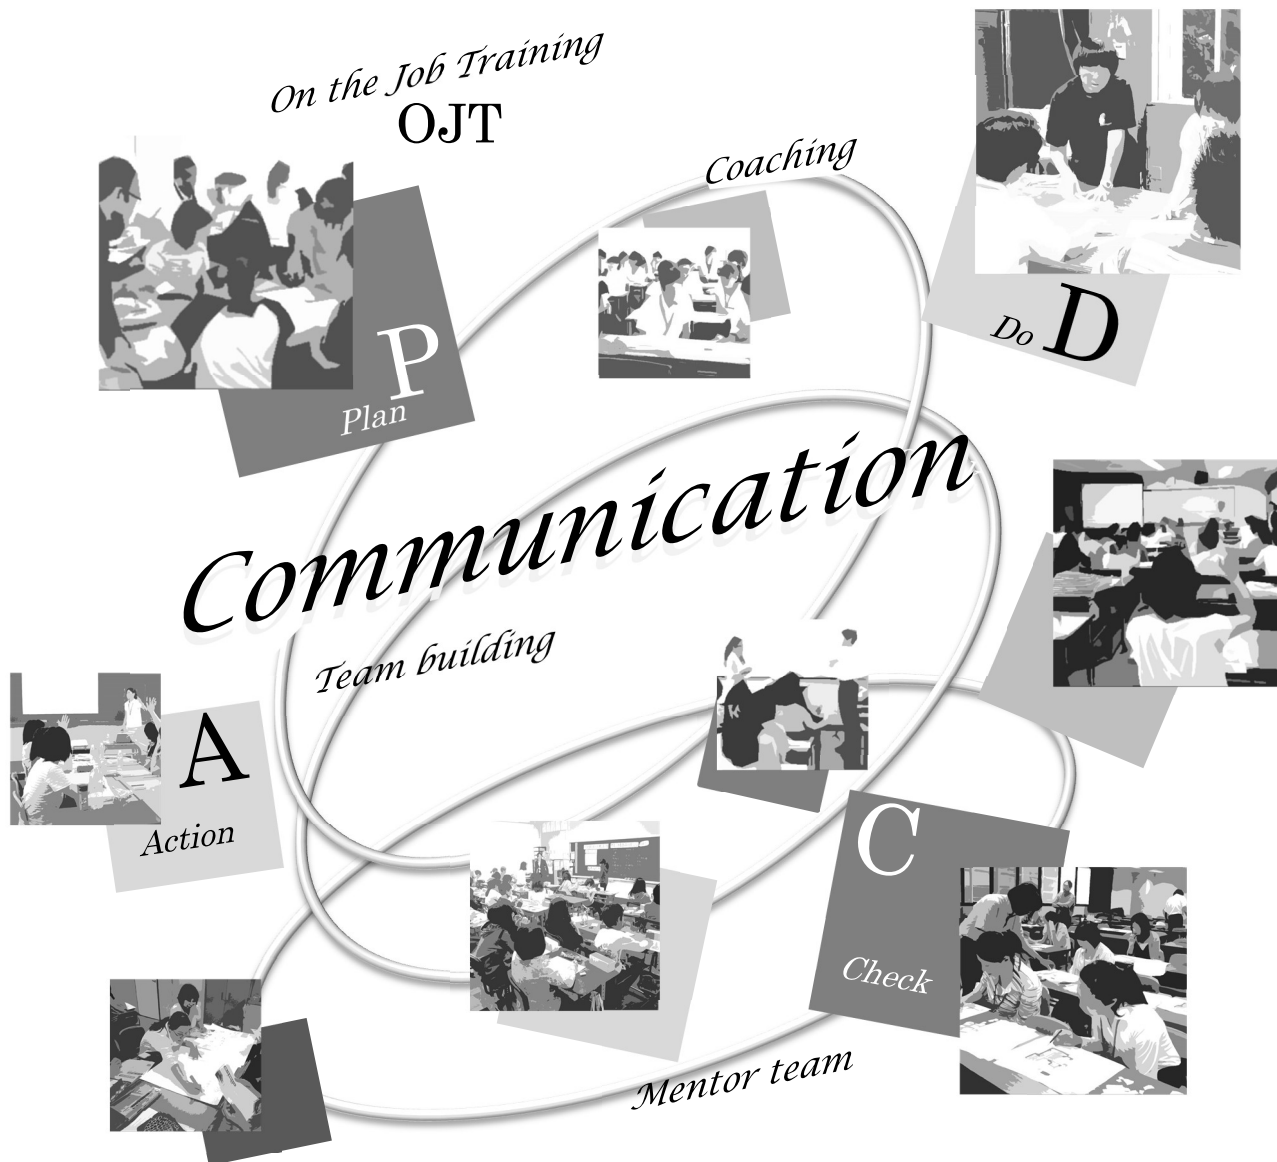 On the Job Training
OJT
Coaching
P
Plan
Do
D
Communication
Team building
A
Action
C
Check
Mentor team